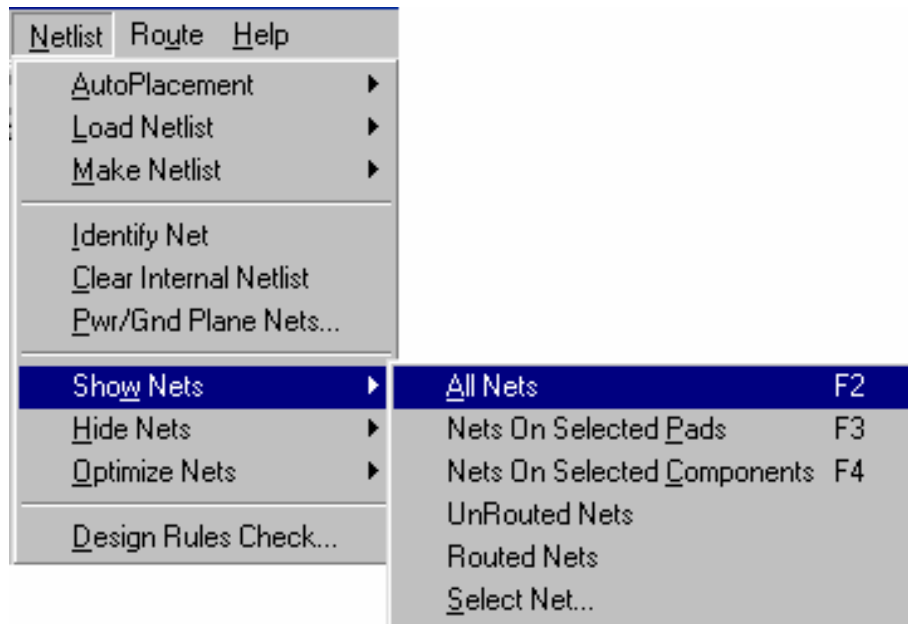 Netlist Route Help
AutoPlacement
Load Netlist
Make Netlist
Identify Net
Clear Internal Netlist
Pwr/Gnd Plane Nets...
Show Nets
Hide Nets
Optimize Nets
Design Rules Check...
All Nets F2
Nets On Selected Pads F3
Nets On Selected Components F4
UnRouted Nets
Routed Nets
Select Net...